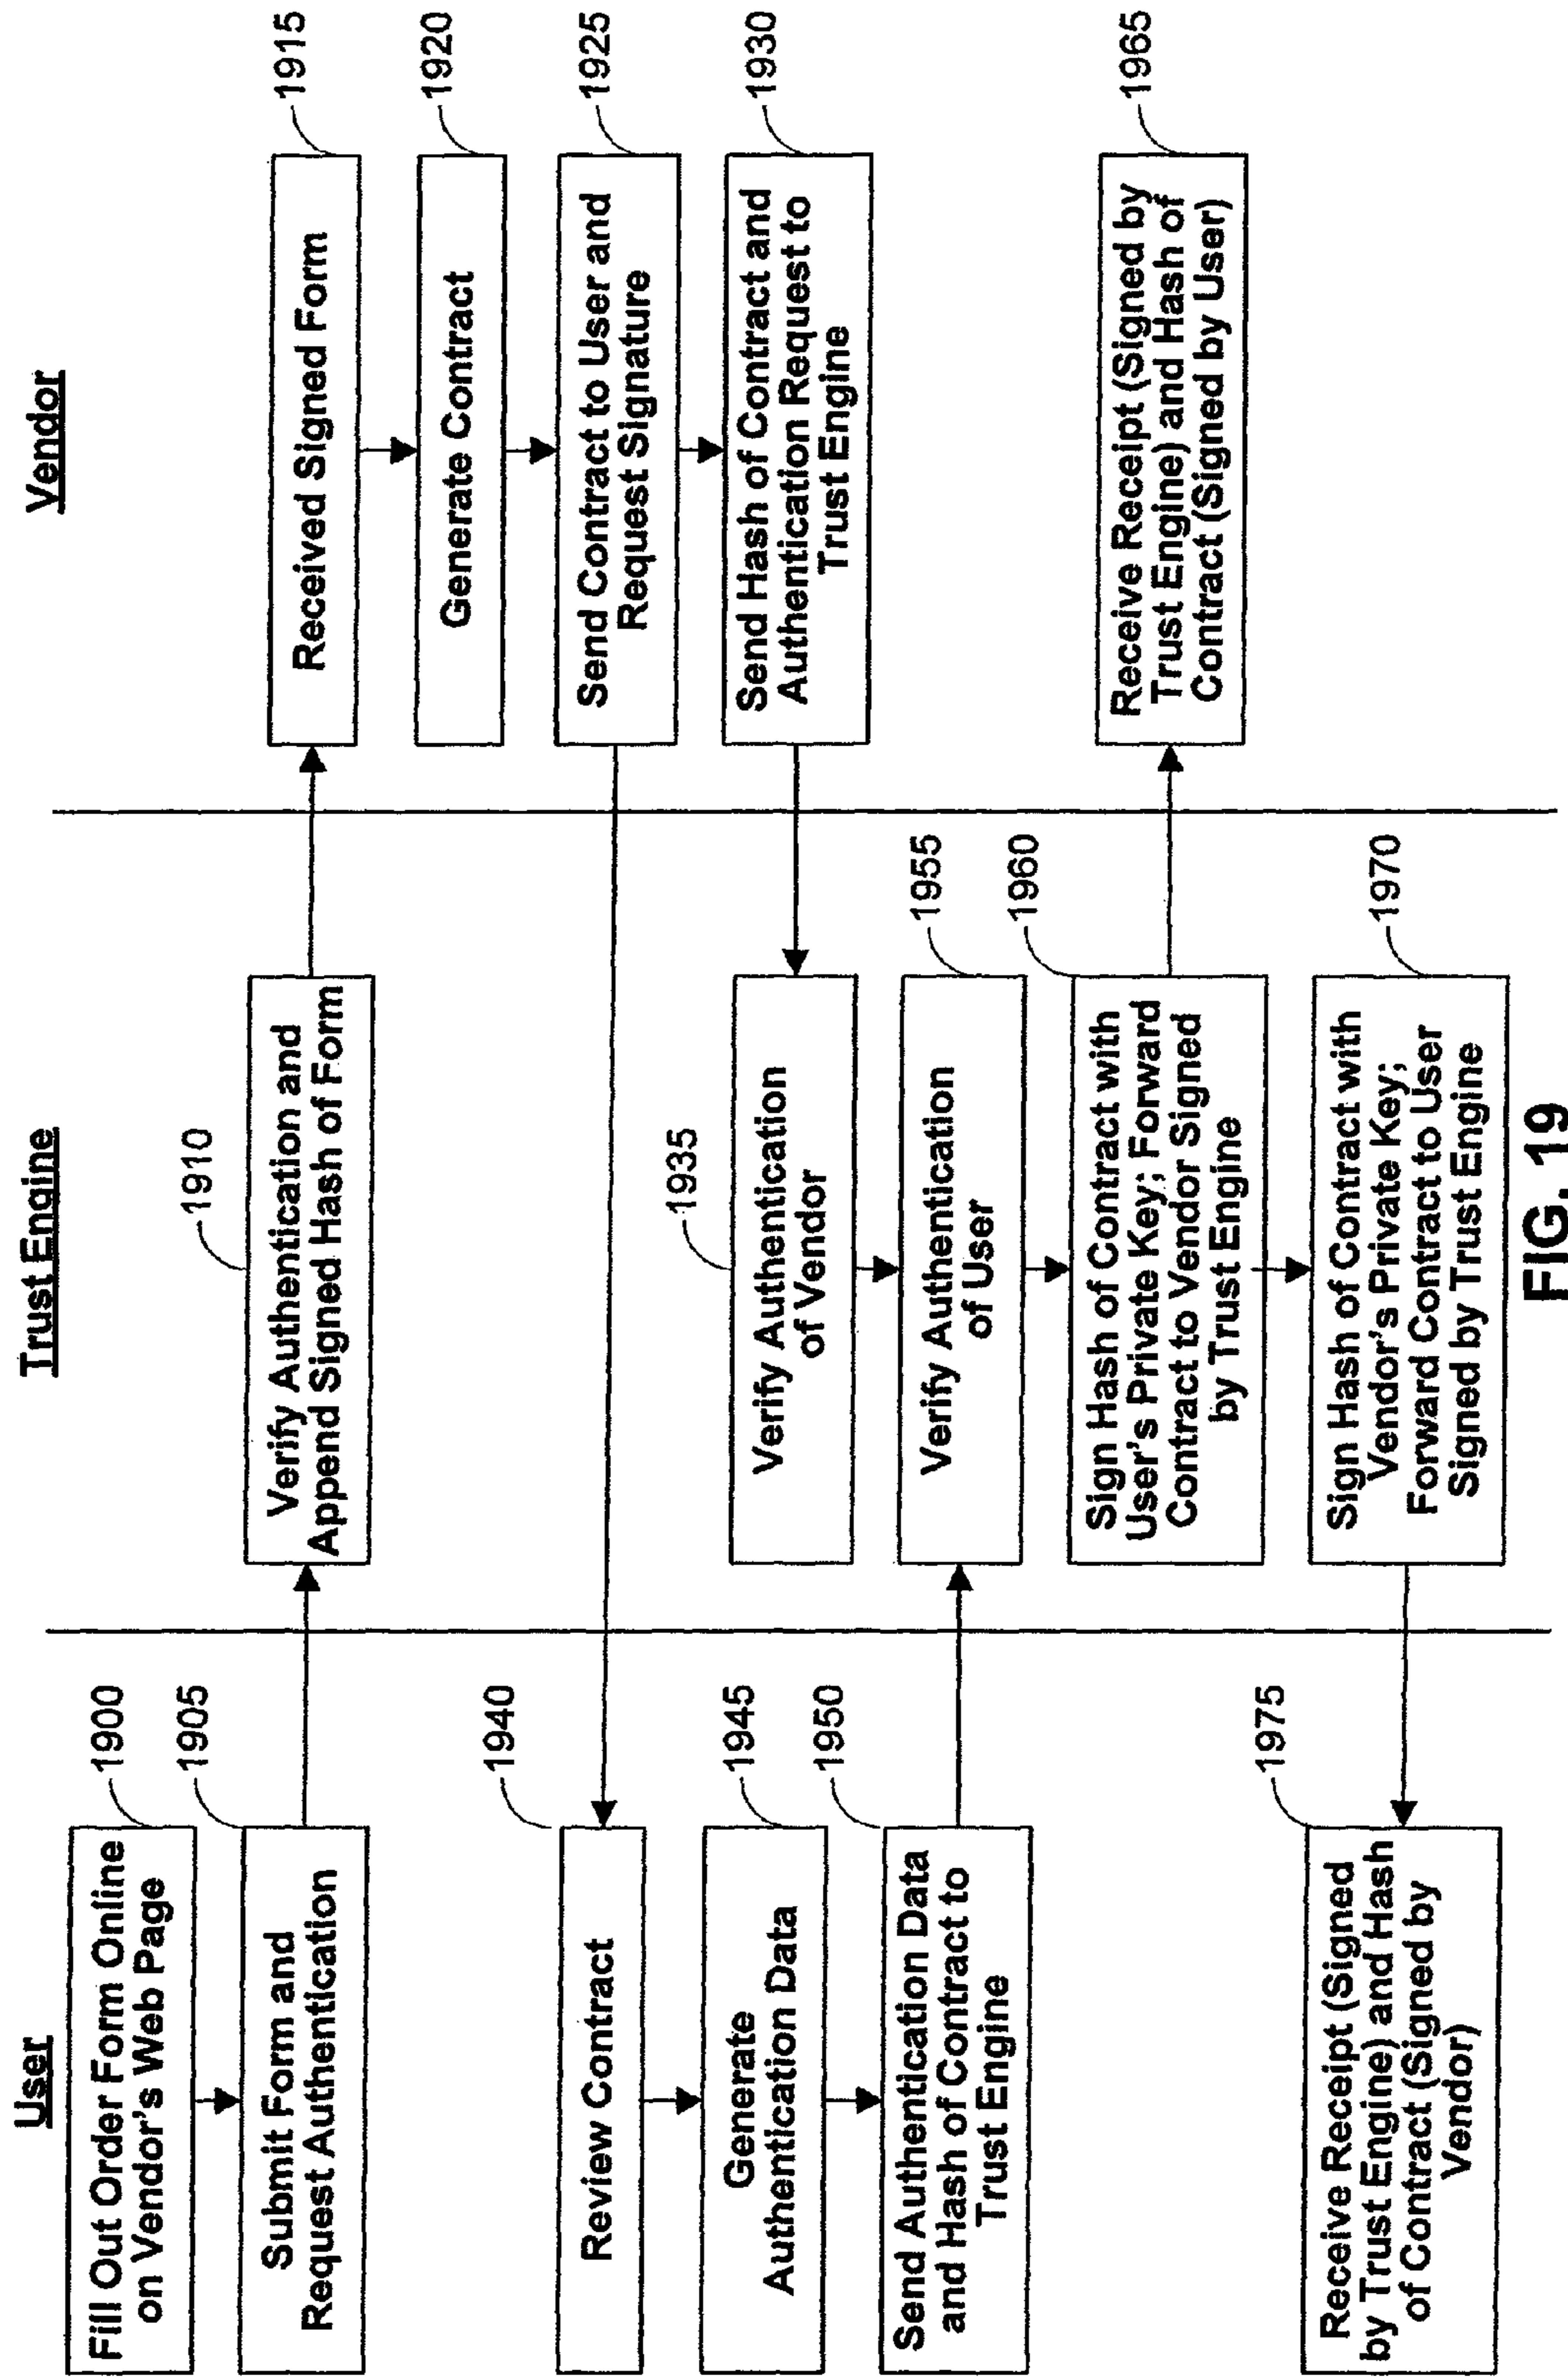 User
Trust Engine
Vendor
Fill Out Order Form Online
on Vendor's Web Page
1900
Submit Form and
Request Authentication
1905
Verify Authentication and
Append Signed Hash of Form
1910
Received Signed Form
1915
Generate Contract
1920
Send Contract to User and
Request Signature
1925
Send Hash of Contract and
Authentication Request to
Trust Engine
1930
Verify Authentication
of Vendor
1935
Review Contract
1940
Generate
Authentication Data
1945
Send Authentication Data
and Hash of Contract to
Trust Engine
1950
Verify Authentication
of User
1955
Sign Hash of Contract with
User's Private Key; Forward
Contract to Vendor Signed
by Trust Engine
1960
Receive Receipt (Signed by
Trust Engine) and Hash of
Contract (Signed by User)
1965
Sign Hash of Contract with
Vendor's Private Key;
Forward Contract to User
Signed by Trust Engine
1970
Receive Receipt (Signed
by Trust Engine) and Hash
of Contract (Signed by
Vendor)
1975
FIG. 19